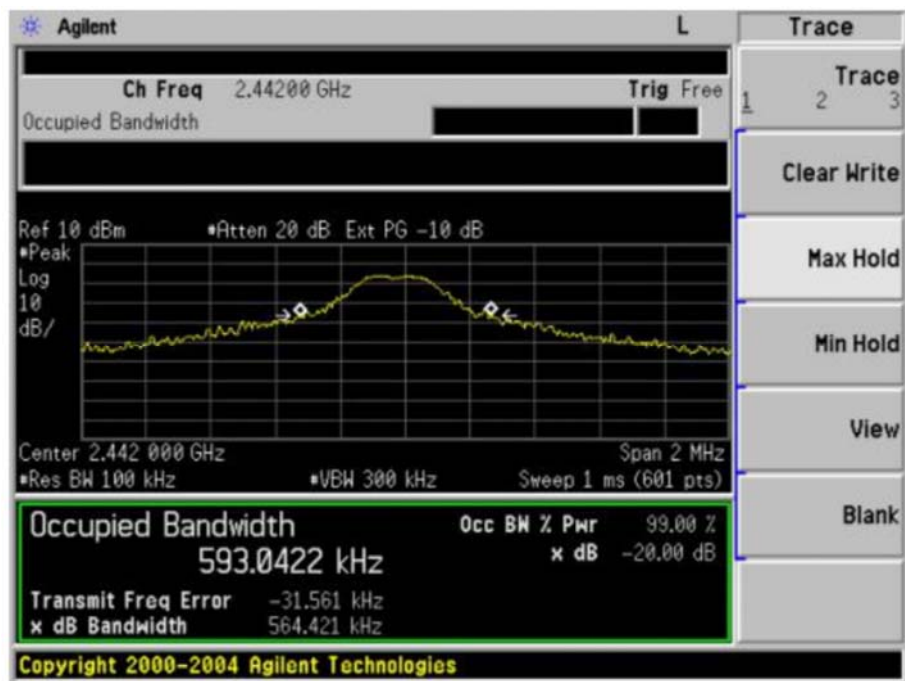 Agilent L Trace
Ch Freq 2.44200 GHz Trig Free
Occupied Bandwidth
Trace
1 2 3
Clear Write
Max Hold
Min Hold
View
Blank
Ref 10 dBm *Atten 20 dB Ext PG -10 dB
*Peak
Log
10
dB/
Center 2.442 000 GHz Span 2 MHz
*Res BW 100 kHz *VBW 300 kHz Sweep 1 ms (601 pts)
Occupied Bandwidth Occ BW % Pwr 99.00 %
593.0422 kHz x dB -20.00 dB
Transmit Freq Error -31.561 kHz
x dB Bandwidth 564.421 kHz
Copyright 2000-2004 Agilent Technologies